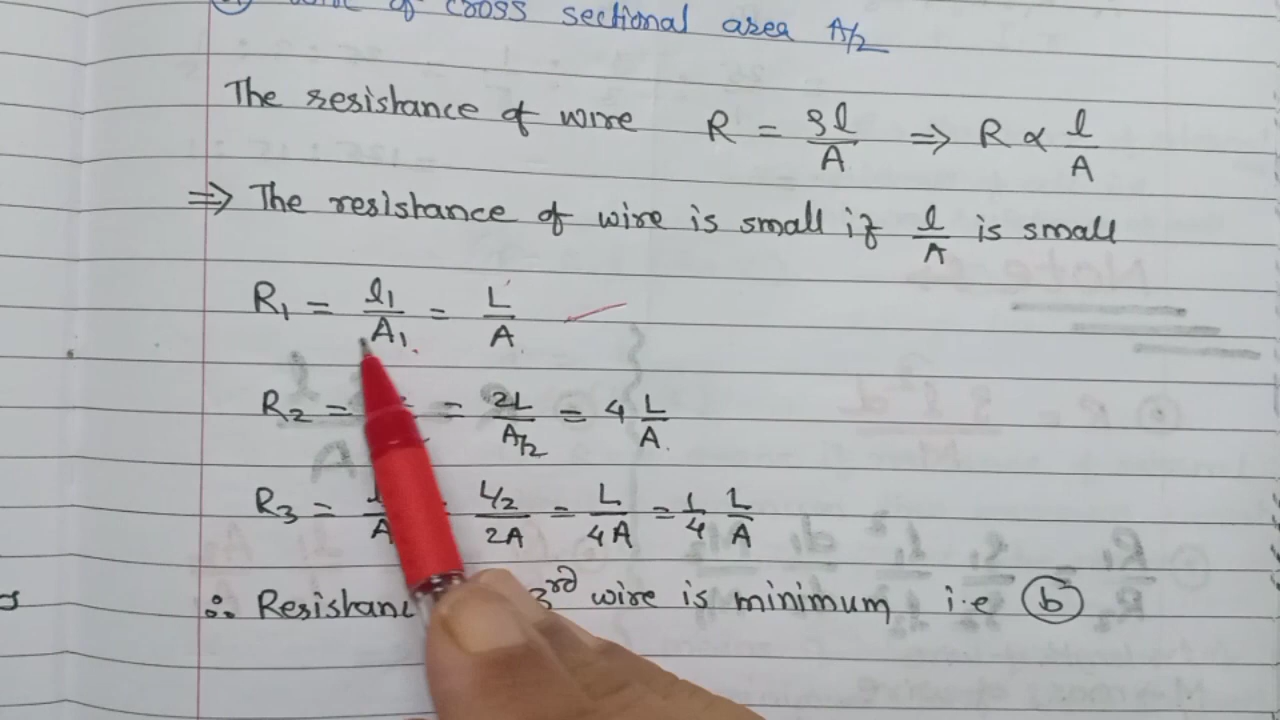 of cross sectional area A/2
The resistance of wire R = ρl/A ⇒ R ∝ l/A
⇒ The resistance of wire is small if l/A is small
R₁ = l₁/A₁ = L/A
R₂ = = 2L/(A/2) = 4 L/A
R₃ = = (L/2)/2A = L/4A = 1/4 L/A
∴ 3rd wire is minimum i.e (b)